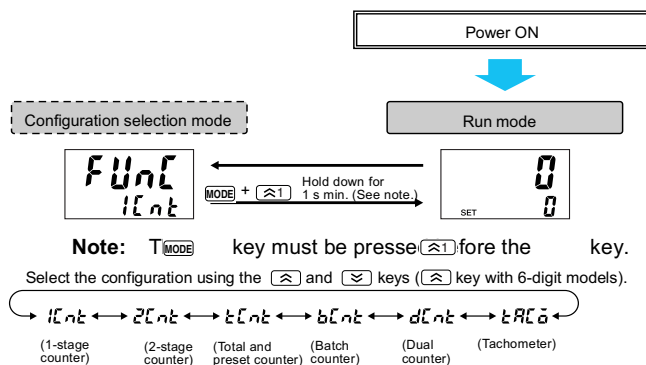 Power ON
Configuration selection mode
Run mode
FUnC
1Cnt
MODE + 1 Hold down for
1 s min. (See note.)
0
SET 0
Note: T MODE key must be presse 1 fore the key.
Select the configuration using the and keys ( key with 6-digit models).
1Cnt 2Cnt tCnt bCnt dCnt tACo
(1-stage counter) (2-stage counter) (Total and preset counter) (Batch counter) (Dual counter) (Tachometer)